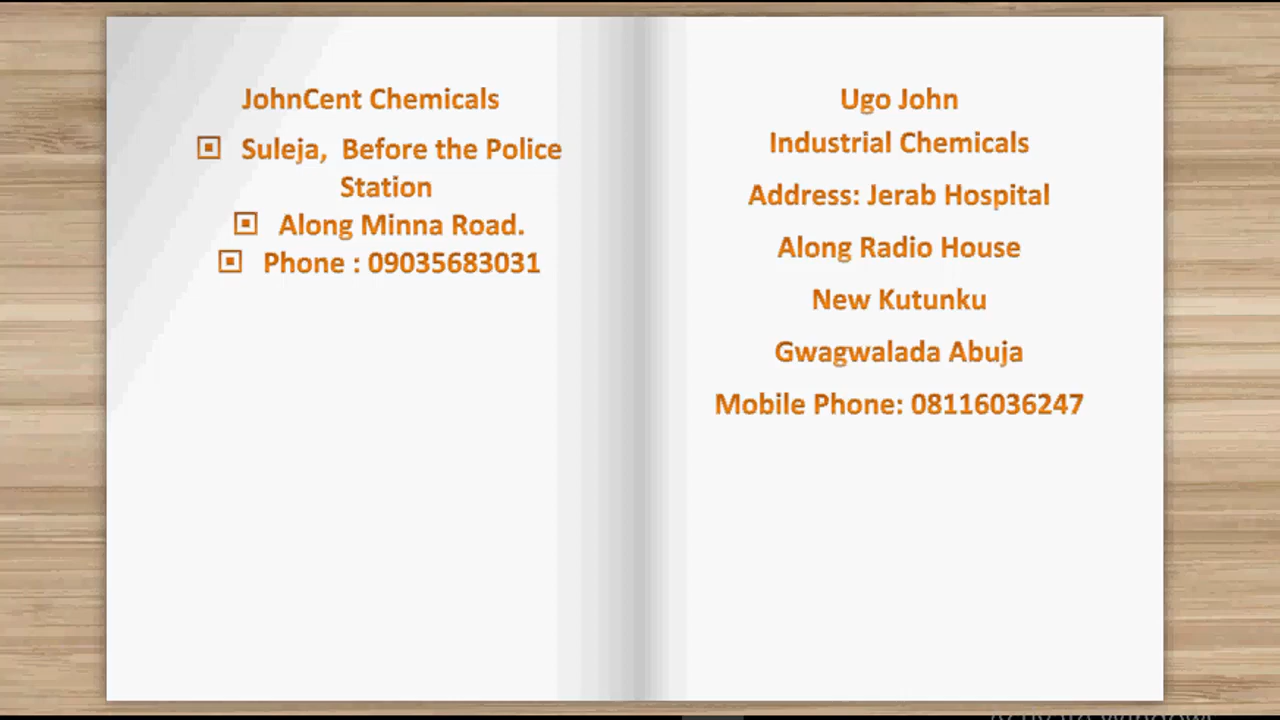 JohnCent Chemicals
Suleja, Before the Police
Station
Along Minna Road.
Phone : 09035683031
Ugo John
Industrial Chemicals
Address: Jerab Hospital
Along Radio House
New Kutunku
Gwagwalada Abuja
Mobile Phone: 08116036247